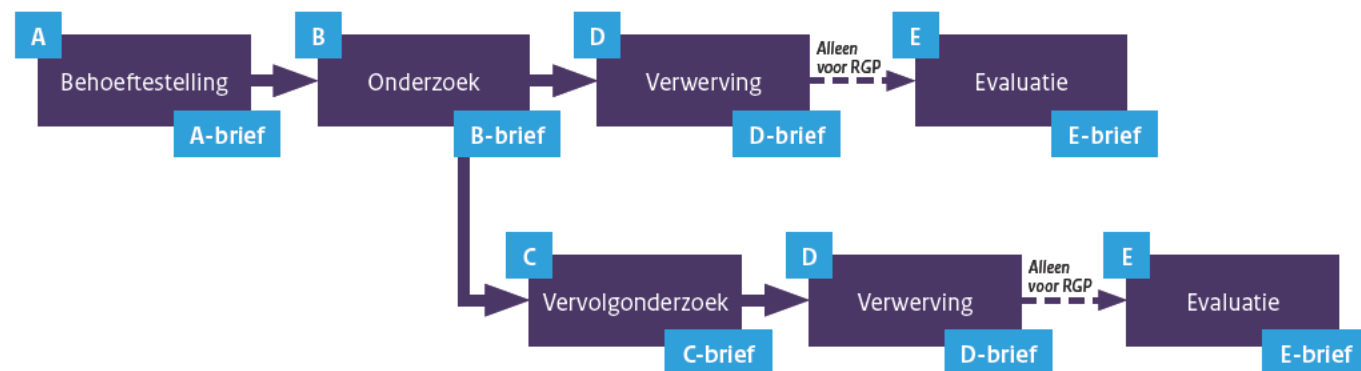 A
Behoeftestelling
A-brief
B
Onderzoek
B-brief
D
Verwerving
D-brief
Alleen
voor RGP
E
Evaluatie
E-brief
C
Vervolgonderzoek
C-brief
D
Verwerving
D-brief
Alleen
voor RGP
E
Evaluatie
E-brief